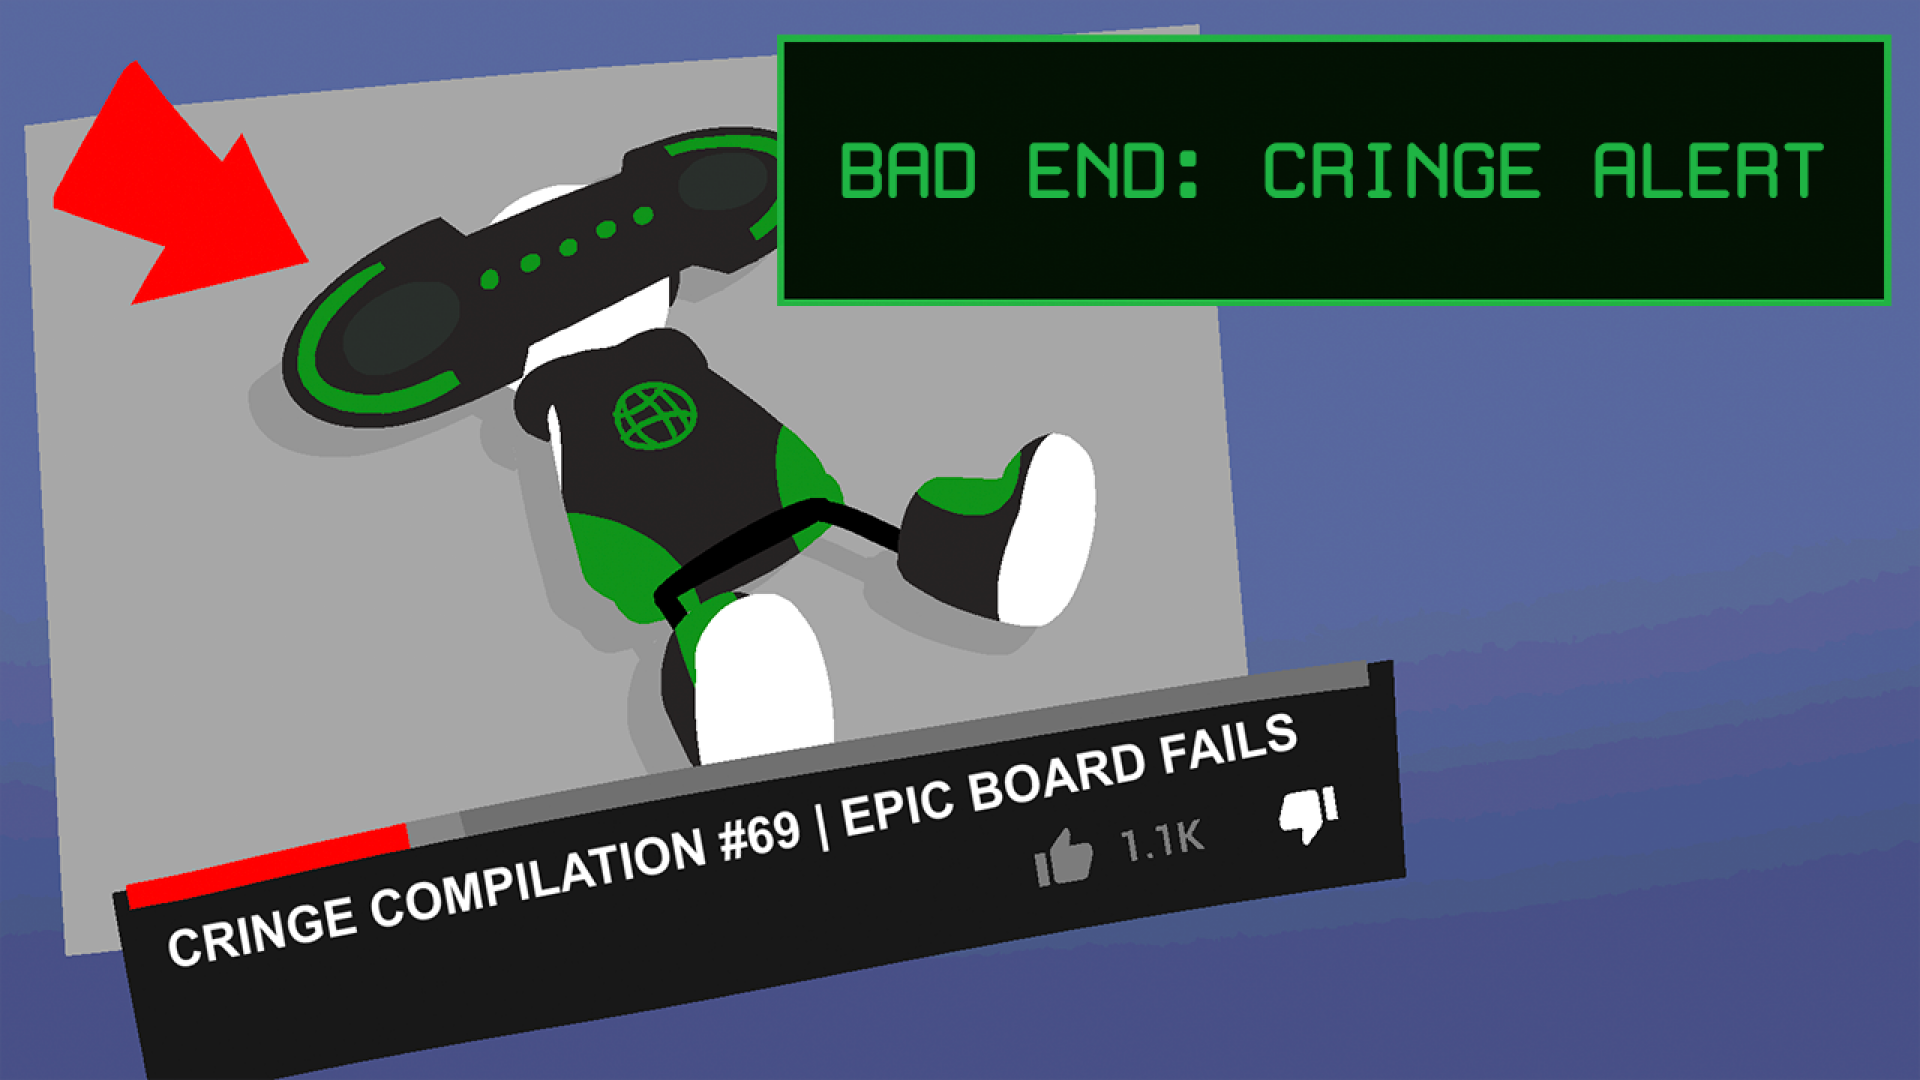 BAD END: CRINGE ALERT
CRINGE COMPILATION #69 | EPIC BOARD FAILS
1.1K